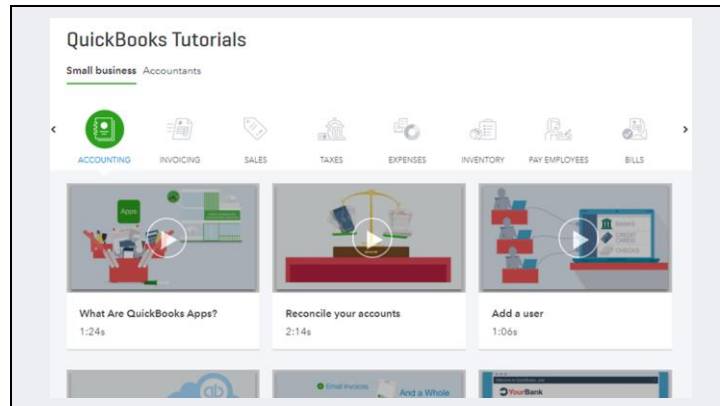 QuickBooks Tutorials
Small business Accountants
ACCOUNTING INVOICING SALES TAXES EXPENSES INVENTORY PAY EMPLOYEES BILLS
Apps
BANKS
CREDIT
CARDS
CHECKS
What Are QuickBooks Apps? Reconcile your accounts Add a user
1:24s 2:14s 1:06s
qb Email invoices And a Whole YourBank